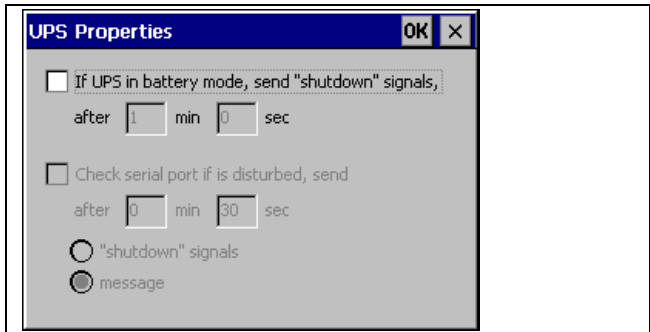 UPS Properties OK ×
If UPS in battery mode, send "shutdown" signals,
after 1 min 0 sec
Check serial port if is disturbed, send
after 0 min 30 sec
"shutdown" signals
message